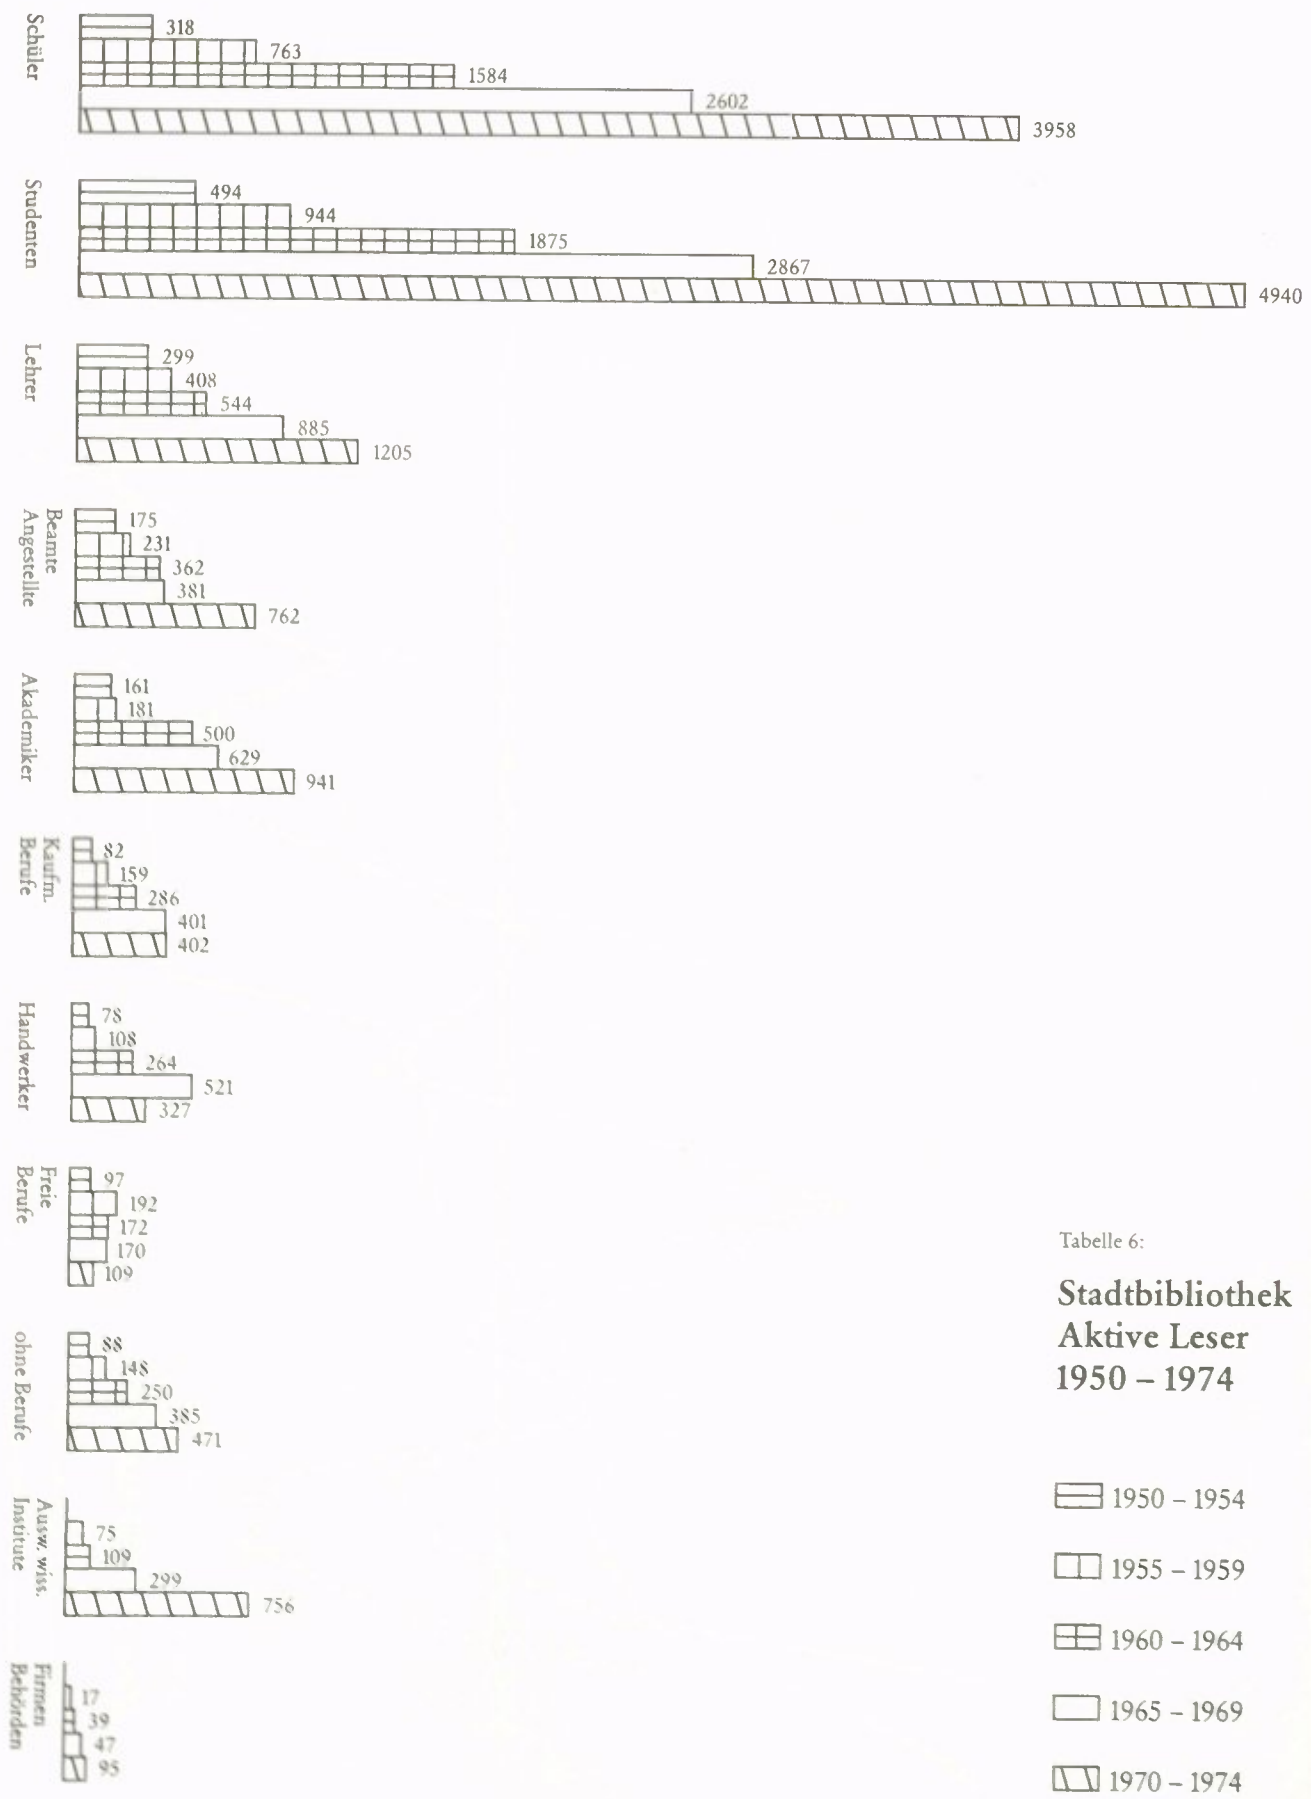 Schüler
318
763
1584
2602
3958
Studenten
494
944
1875
2867
4940
Lehrer
299
408
544
885
1205
Beamte
Angestellte
175
231
362
381
762
Akademiker
161
181
500
629
941
Kaufm.
Berufe
82
159
286
401
402
Handwerker
78
108
264
521
327
Freie
Berufe
97
192
172
170
109
ohne Berufe
88
148
250
385
471
Ausw. wiss.
Institute
75
109
299
756
Firmen
Behörden
17
39
47
95
Tabelle 6:
Stadtbibliothek
Aktive Leser
1950 – 1974
1950 – 1954
1955 – 1959
1960 – 1964
1965 – 1969
1970 – 1974